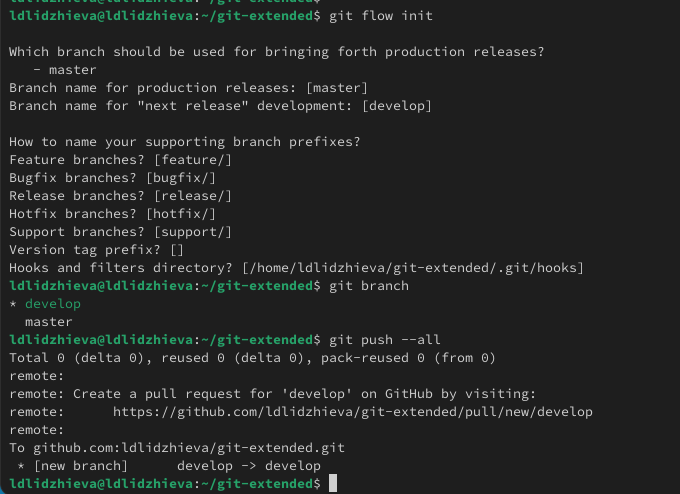 ldlidzhieva@ldlidzhieva:~/git-extended$ git flow init

Which branch should be used for bringing forth production releases?
   - master
Branch name for production releases: [master]
Branch name for "next release" development: [develop]

How to name your supporting branch prefixes?
Feature branches? [feature/]
Bugfix branches? [bugfix/]
Release branches? [release/]
Hotfix branches? [hotfix/]
Support branches? [support/]
Version tag prefix? []
Hooks and filters directory? [/home/ldlidzhieva/git-extended/.git/hooks]
ldlidzhieva@ldlidzhieva:~/git-extended$ git branch
* develop
  master
ldlidzhieva@ldlidzhieva:~/git-extended$ git push --all
Total 0 (delta 0), reused 0 (delta 0), pack-reused 0 (from 0)
remote:
remote: Create a pull request for 'develop' on GitHub by visiting:
remote:      https://github.com/ldlidzhieva/git-extended/pull/new/develop
remote:
To github.com:ldlidzhieva/git-extended.git
 * [new branch]      develop -> develop
ldlidzhieva@ldlidzhieva:~/git-extended$